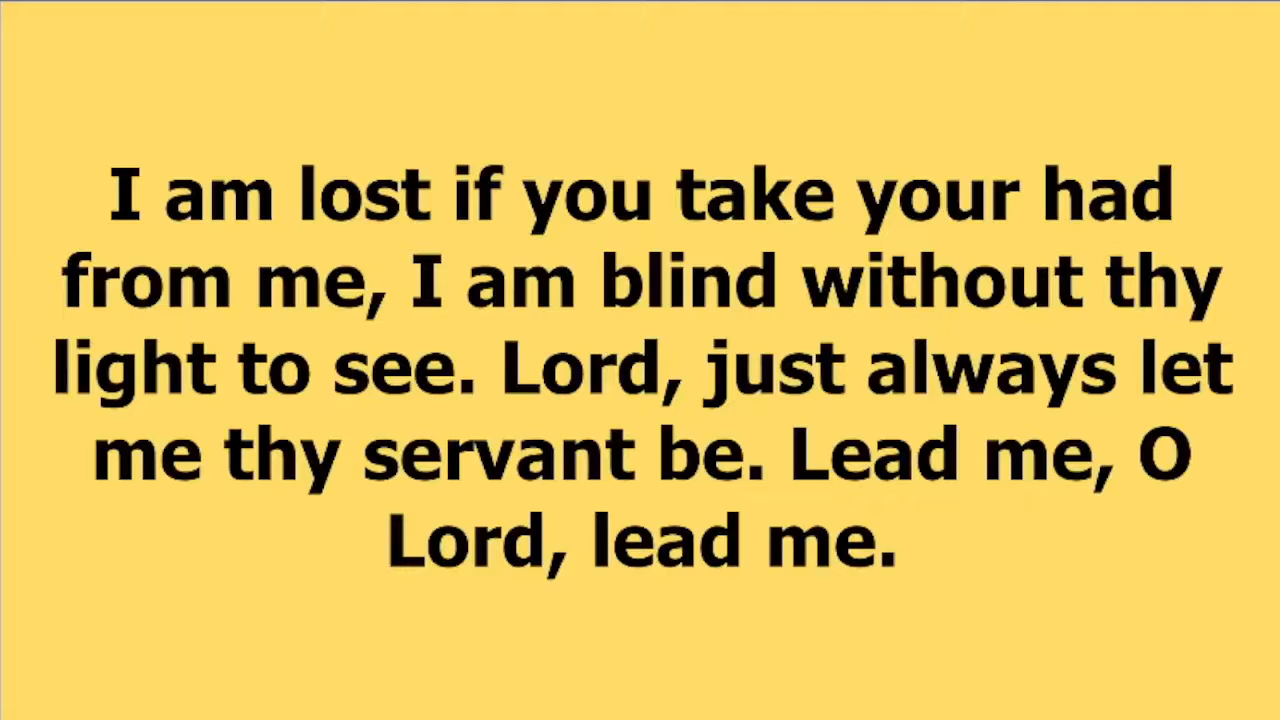 I am lost if you take your had
from me, I am blind without thy
light to see. Lord, just always let
me thy servant be. Lead me, O
Lord, lead me.